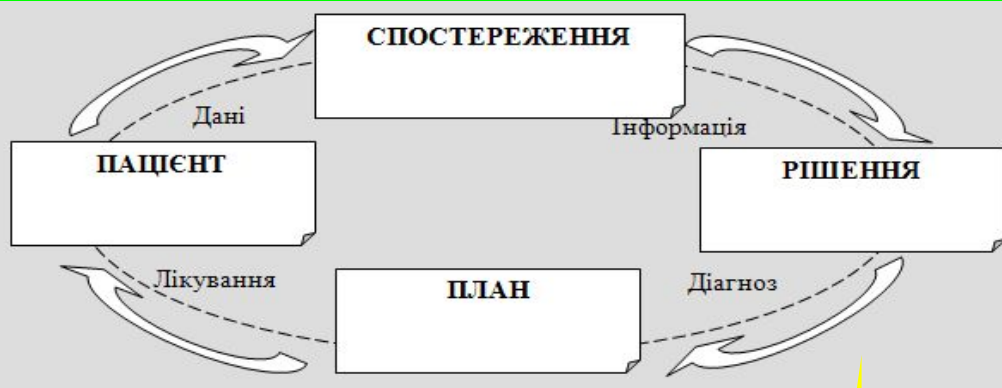 СПОСТЕРЕЖЕННЯ
Дані
Інформація
ПАЦІЄНТ
РІШЕННЯ
Лікування
ПЛАН
Діагноз